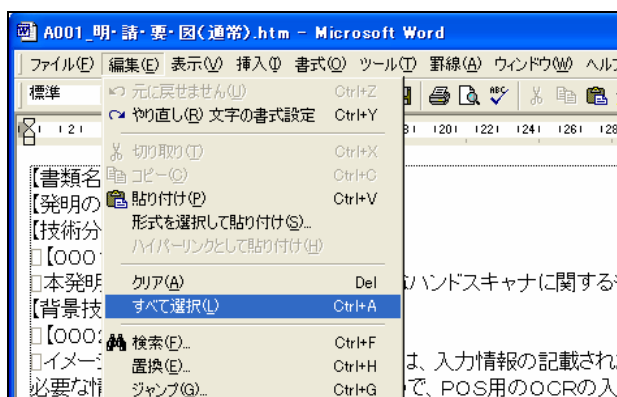 A001_明・請・要・図(通常).htm - Microsoft Word
ファイル(F) 編集(E) 表示(V) 挿入(I) 書式(O) ツール(T) 罫線(A) ウィンドウ(W) ヘル
標準
元に戻せません(U) Ctrl+Z
やり直し(R) 文字の書式設定 Ctrl+Y
切り取り(T) Ctrl+X
コピー(C) Ctrl+C
貼り付け(P) Ctrl+V
形式を選択して貼り付け(S)...
ハイパーリンクとして貼り付け(H)
クリア(A) Del
すべて選択(L) Ctrl+A
検索(F)... Ctrl+F
置換(E)... Ctrl+H
ジャンプ(G)... Ctrl+G
2 20 22 24 26 28
【書類名
【発明の
【技術分
【000
本発明 ハンドスキャナに関する
【背景技
【000
イメー は、入力情報の記載され
必要な情 で、POS用のOCRの入